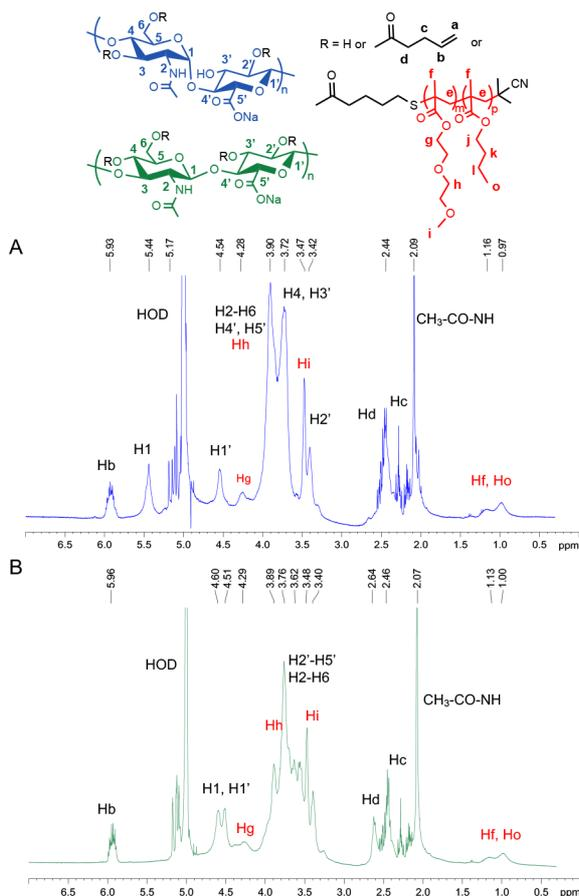 OR
6
4
5
RO
O
1
3
2
NH
HO
3'
OR
2'
O
1'
n
4'
5'
O
ONa
R = H or
O
c
a
d
b
or
O
S
f
f
e
e
m
p
CN
O
O
O
O
g
j
k
O
h
l
o
O
i
OR
6
4
5
RO
O
3
2
1
NH
O
3'
RO
OR
2'
1'
n
4'
5'
O
ONa
A
5.93
5.44
5.17
4.54
4.28
3.90
3.72
3.47
3.42
2.44
2.09
1.16
0.97
HOD
H2-H6
H4', H5'
Hh
H4, H3'
CH₃-CO-NH
Hi
H2'
Hd
Hc
Hb
H1
H1'
Hg
Hf, Ho
6.5 6.0 5.5 5.0 4.5 4.0 3.5 3.0 2.5 2.0 1.5 1.0 0.5 ppm
B
5.96
4.60
4.51
4.29
3.89
3.76
3.62
3.48
3.40
2.64
2.46
2.07
1.13
1.00
HOD
H2'-H5'
H2-H6
CH₃-CO-NH
Hh
Hi
Hc
H1, H1'
Hd
Hb
Hg
Hf, Ho
6.5 6.0 5.5 5.0 4.5 4.0 3.5 3.0 2.5 2.0 1.5 1.0 0.5 ppm